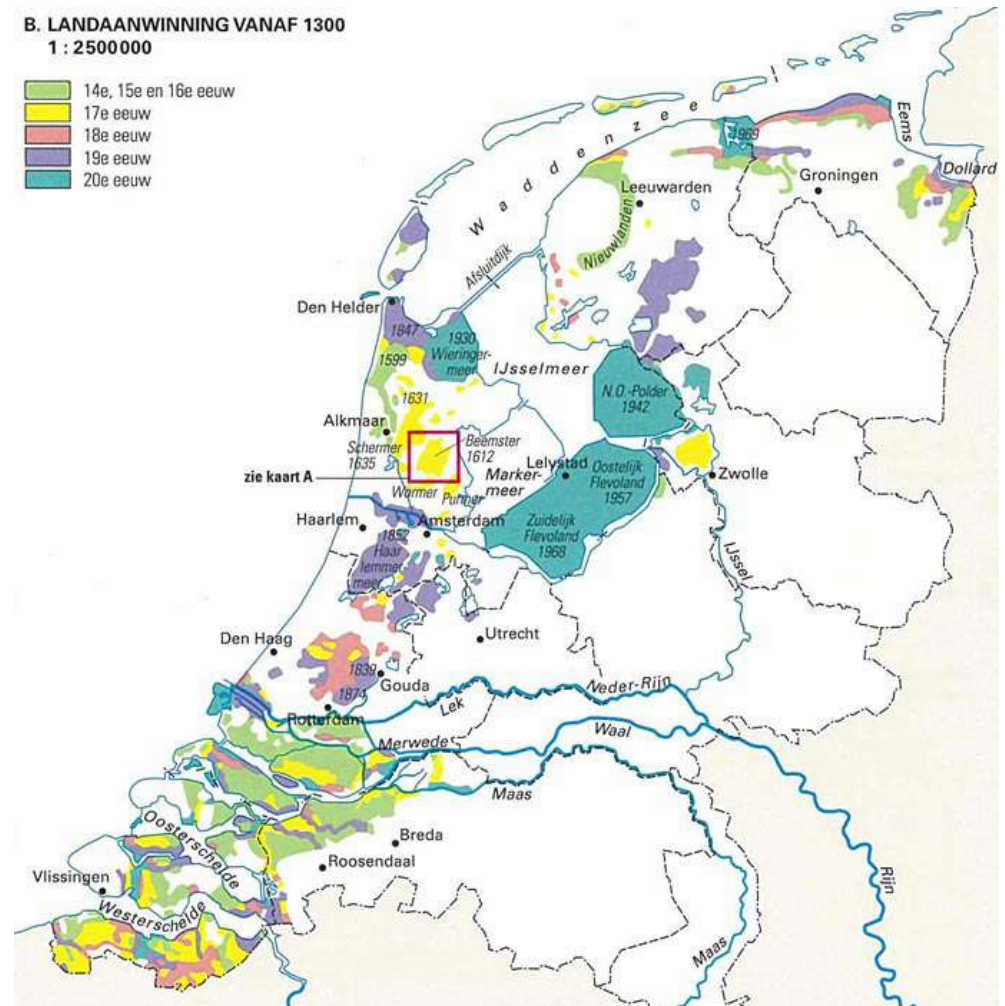 B. LANDAANWINNING VANAF 1300
1 : 2500000
14e, 15e en 16e eeuw
17e eeuw
18e eeuw
19e eeuw
20e eeuw
Waddenzee
Eems
1969
Dollard
Groningen
Leeuwarden
Nieuwlanden
Afsluitdijk
Den Helder
1847
1930
Wieringer-
meer
1599
IJsselmeer
1631
N.O.-Polder
1942
Alkmaar
Schermer
1635
Beemster
1612
zie kaart A
Marker-
meer
Lelystad
Oostelijk
Flevoland
1957
Zwolle
Wormer
Purmer
Haarlem
Amsterdam
1852
Haar
lemmer
meer
Zuidelijk
Flevoland
1968
IJssel
Den Haag
Utrecht
1839
Gouda
1874
Rotterdam
Lek
Neder-Rijn
Merwede
Waal
Maas
Oosterschelde
Breda
Roosendaal
Vlissingen
Westerschelde
Rijn
Maas